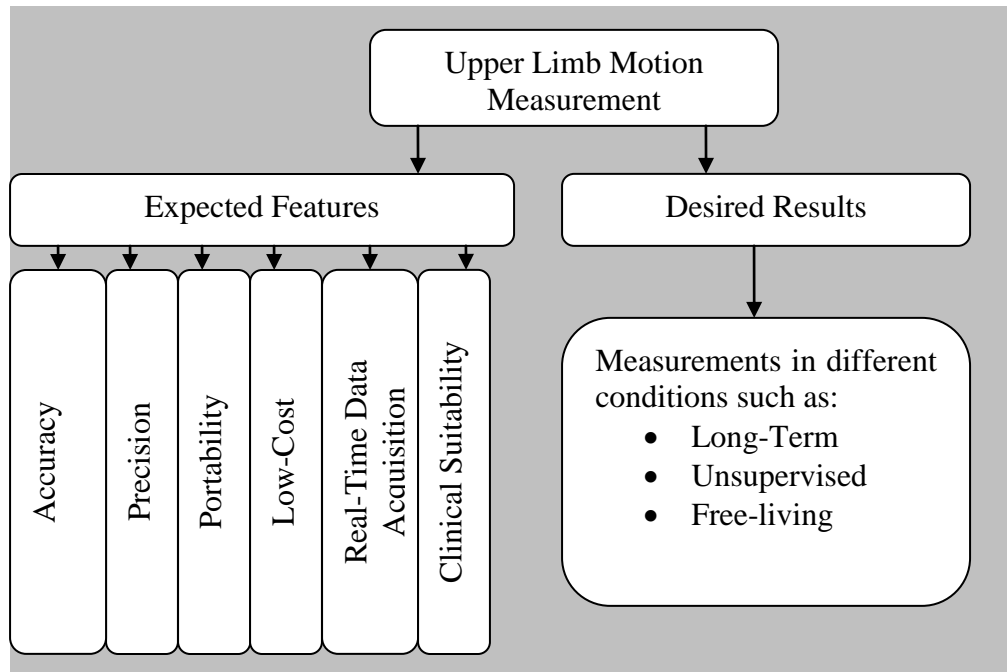 Upper Limb Motion
Measurement
Expected Features
Desired Results
Accuracy
Precision
Portability
Low-Cost
Real-Time Data
Acquisition
Clinical Suitability
Measurements in different
conditions such as:
• Long-Term
• Unsupervised
• Free-living